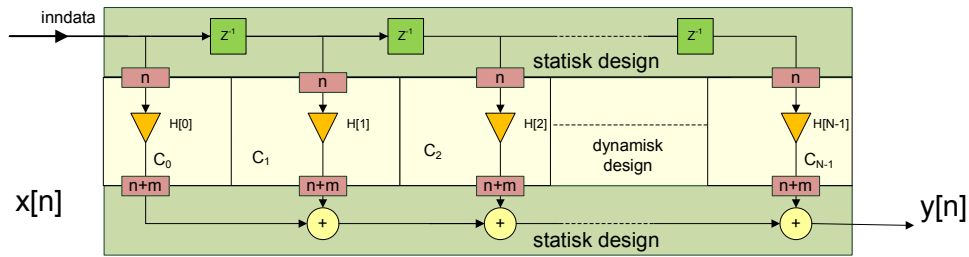 inndata
Z⁻¹ Z⁻¹ Z⁻¹
statisk design
n n n n
H[0] H[1] H[2] H[N-1]
dynamisk
design
C₀ C₁ C₂ C_N-1
n+m n+m n+m n+m
x[n] y[n]
+ + +
statisk design